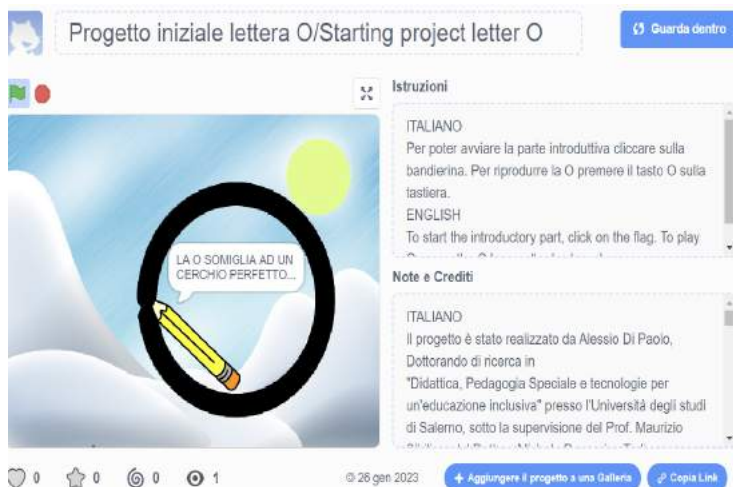 Progetto iniziale lettera O/Starting project letter O
Guarda dentro
Istruzioni
ITALIANO
Per poter avviare la parte introduttiva cliccare sulla
bandierina. Per riprodurre la O premere il tasto O sulla
tastiera.
ENGLISH
To start the introductory part, click on the flag. To play
LA O SOMIGLIA AD UN
CERCHIO PERFETTO...
Note e Crediti
ITALIANO
Il progetto è stato realizzato da Alessio Di Paolo,
Dottorando di ricerca in
"Didattica, Pedagogia Speciale e tecnologie per
un'educazione inclusiva" presso l'Università degli studi
di Salerno, sotto la supervisione del Prof. Maurizio
0 0 0 1
© 26 gen 2023
Aggiungere il progetto a una Galleria
Copia Link